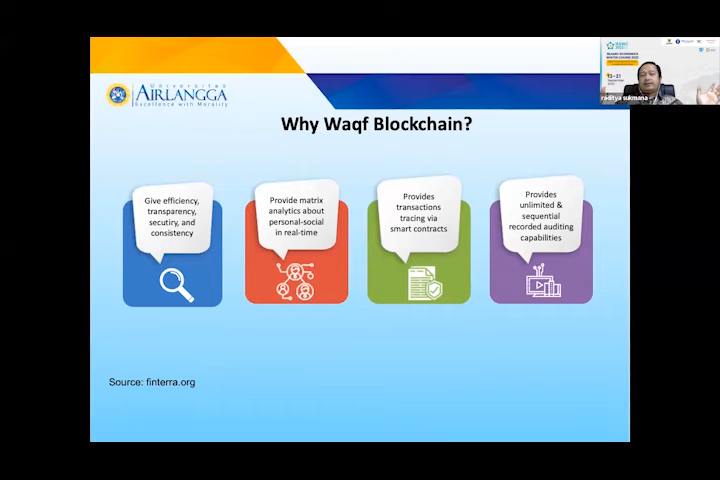 Universitas
AIRLANGGA
Excellence with Morality
Why Waqf Blockchain?
Give efficiency,
transparency,
secutiry, and
consistency
Provide matrix
analytics about
personal-social
in real-time
Provides
transactions
tracing via
smart contracts
Provides
unlimited &
sequential
recorded auditing
capabilities
Source: finterra.org
raditya sukmana